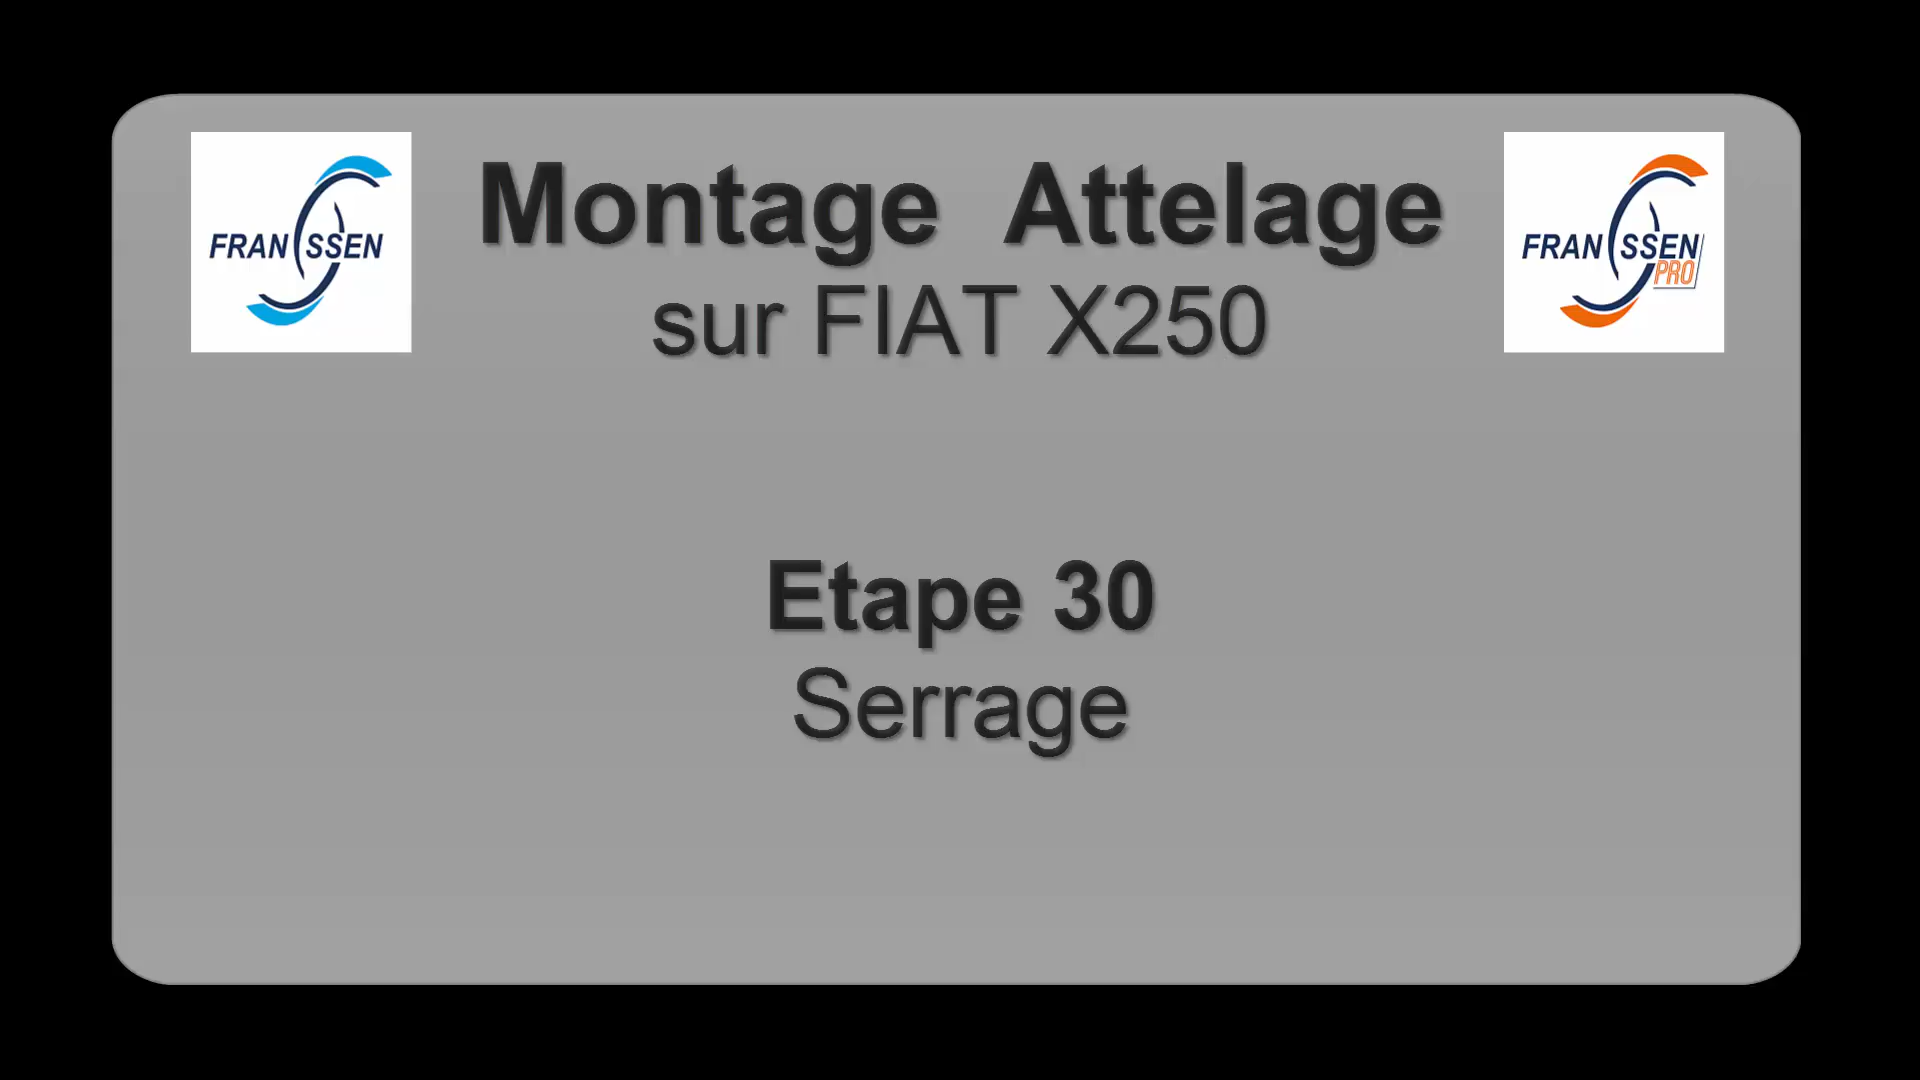 Montage Attelage
sur FIAT X250
FRANSSEN
FRANSSEN
PRO
Etape 30
Serrage